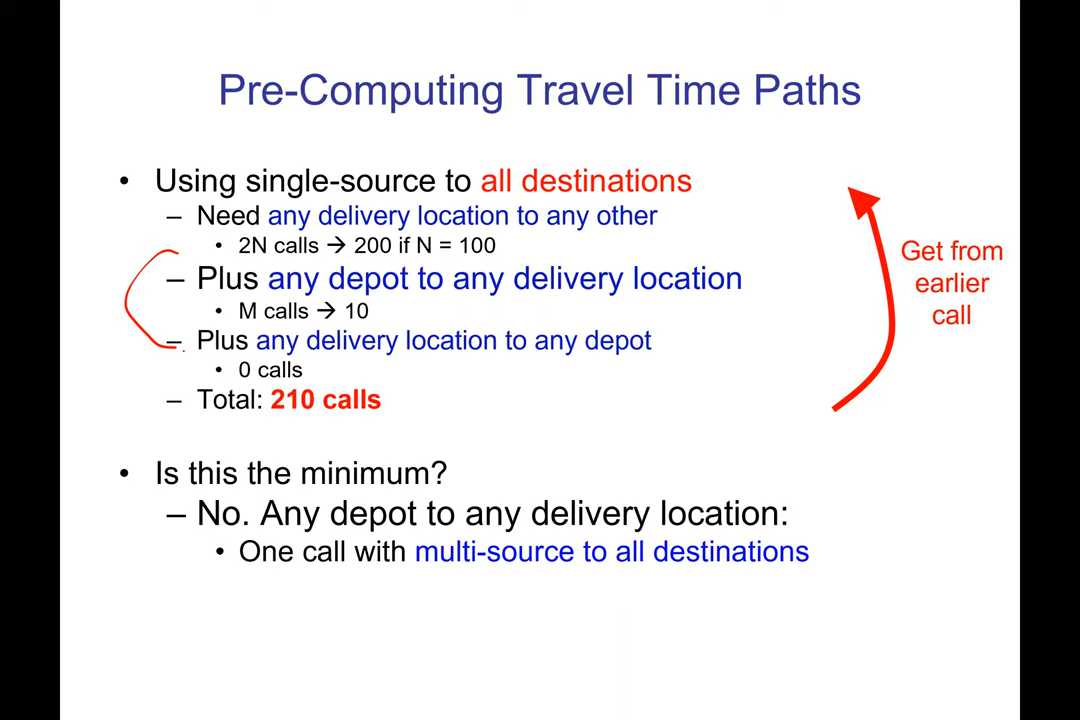 Pre-Computing Travel Time Paths
• Using single-source to all destinations
– Need any delivery location to any other
• 2N calls → 200 if N = 100
– Plus any depot to any delivery location
• M calls → 10
– Plus any delivery location to any depot
• 0 calls
– Total: 210 calls
Get from
earlier
call
• Is this the minimum?
– No. Any depot to any delivery location:
• One call with multi-source to all destinations